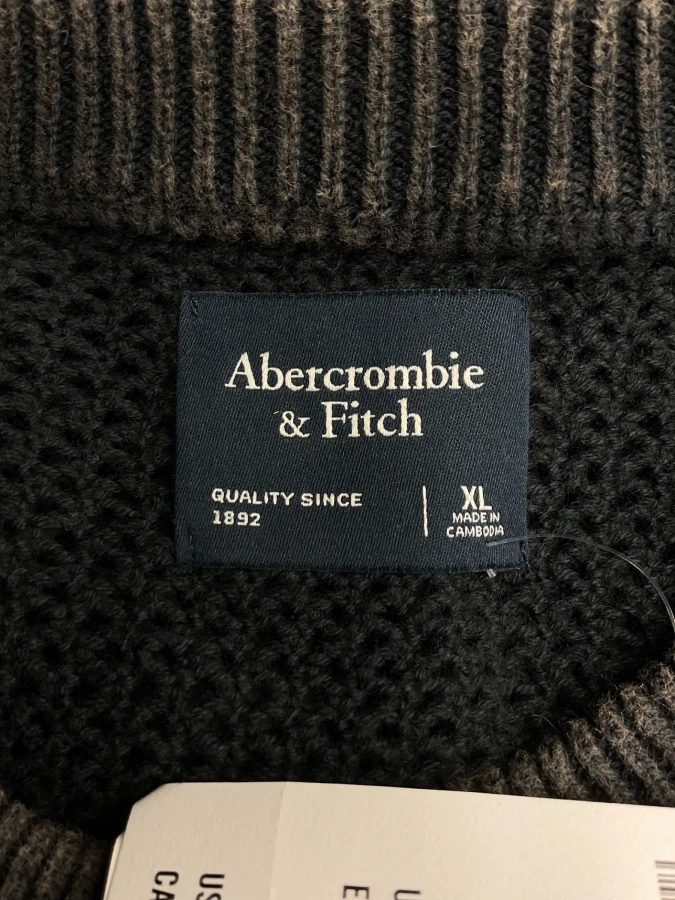 Abercrombie
& Fitch
QUALITY SINCE
1892
XL
MADE IN
CAMBODIA